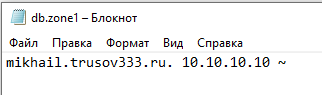 db.zone1 – Блокнот
Файл Правка Формат Вид Справка
mikhail.trusov333.ru. 10.10.10.10 ~